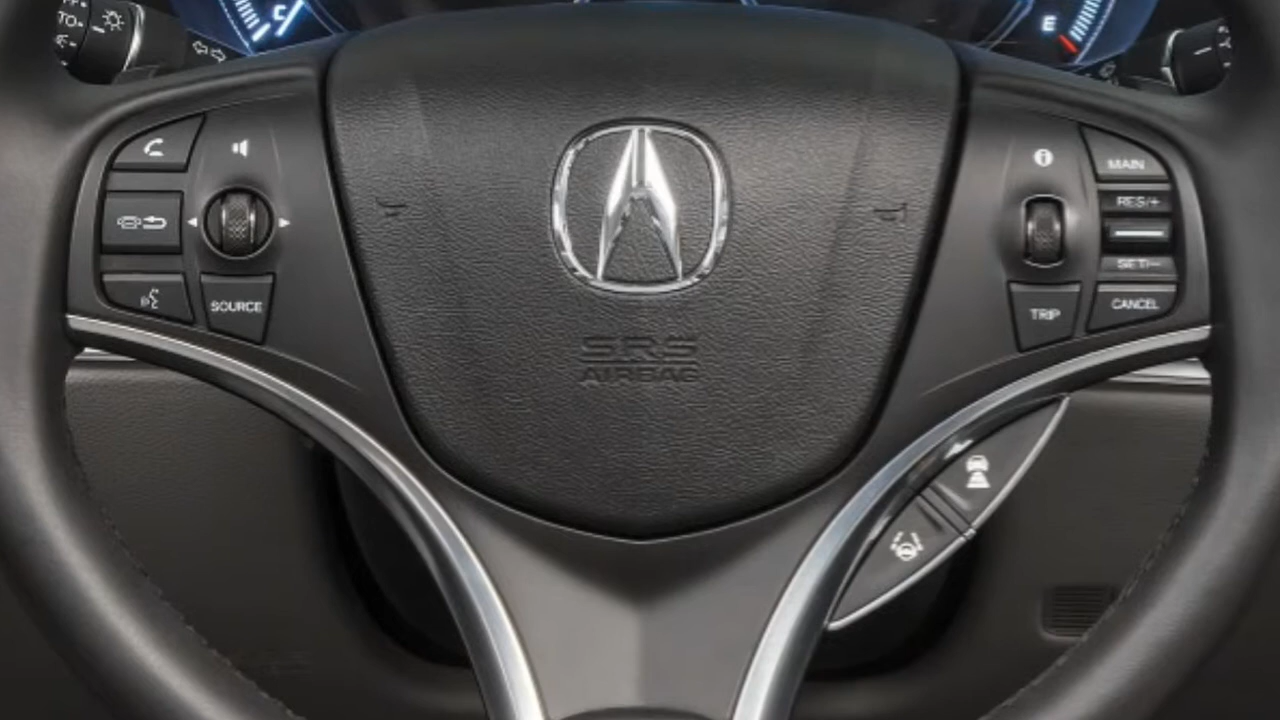 C
E
MAIN
RES/+
SET/−
CANCEL
SOURCE
TRIP
SRS
AIRBAG